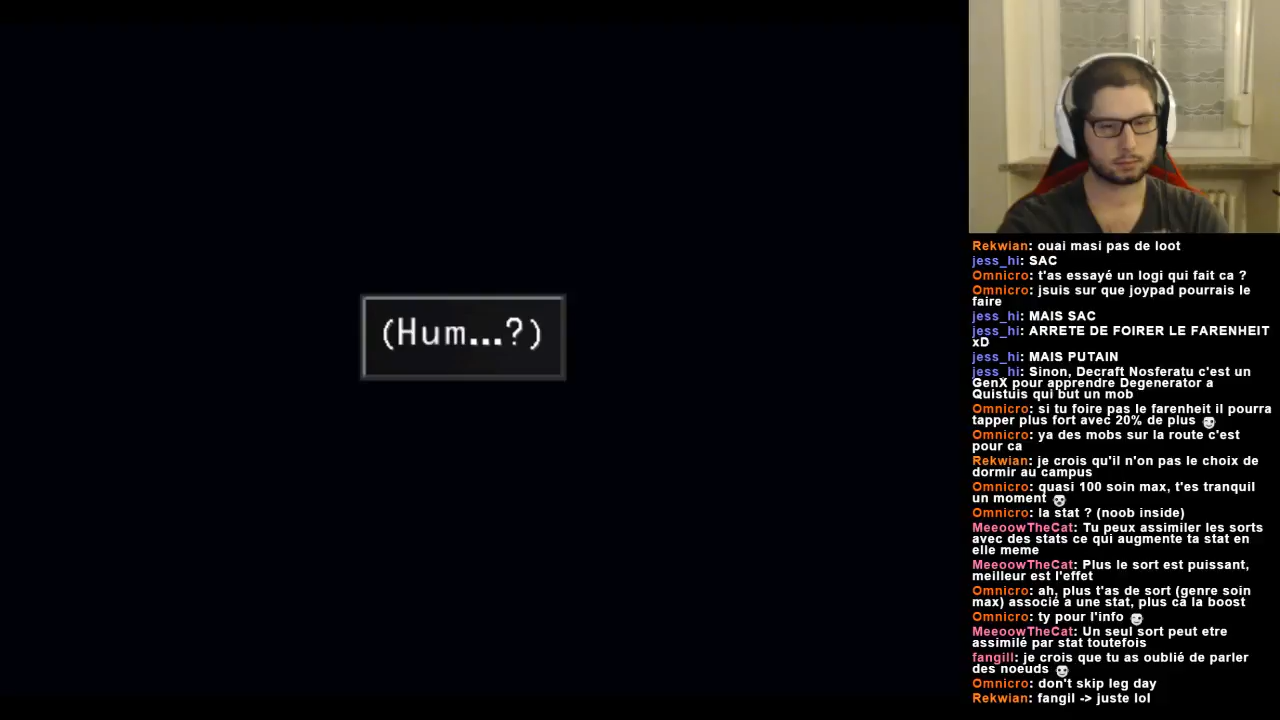 (Hum...?)
Rekwian: ouai masi pas de loot
jess_hi: SAC
Omnicro: t'as essayé un logi qui fait ca ?
Omnicro: jsuis sur que joypad pourrais le
faire
jess_hi: MAIS SAC
jess_hi: ARRETE DE FOIRER LE FARENHEIT
xD
jess_hi: MAIS PUTAIN
jess_hi: Sinon, Decraft Nosferatu c'est un
GenX pour apprendre Degenerator a
Quistuis qui but un mob
Omnicro: si tu foire pas le farenheit il pourra
tapper plus fort avec 20% de plus
Omnicro: ya des mobs sur la route c'est
pour ca
Rekwian: je crois qu'il n'on pas le choix de
dormir au campus
Omnicro: quasi 100 soin max, t'es tranquil
un moment
Omnicro: la stat ? (noob inside)
MeeoowTheCat: Tu peux assimiler les sorts
avec des stats ce qui augmente ta stat en
elle meme
MeeoowTheCat: Plus le sort est puissant,
meilleur est l'effet
Omnicro: ah, plus t'as de sort (genre soin
max) associé a une stat, plus ca la boost
Omnicro: ty pour l'info
MeeoowTheCat: Un seul sort peut etre
assimilé par stat toutefois
fangill: je crois que tu as oublié de parler
des noeuds
Omnicro: don't skip leg day
Rekwian: fangil -> juste lol